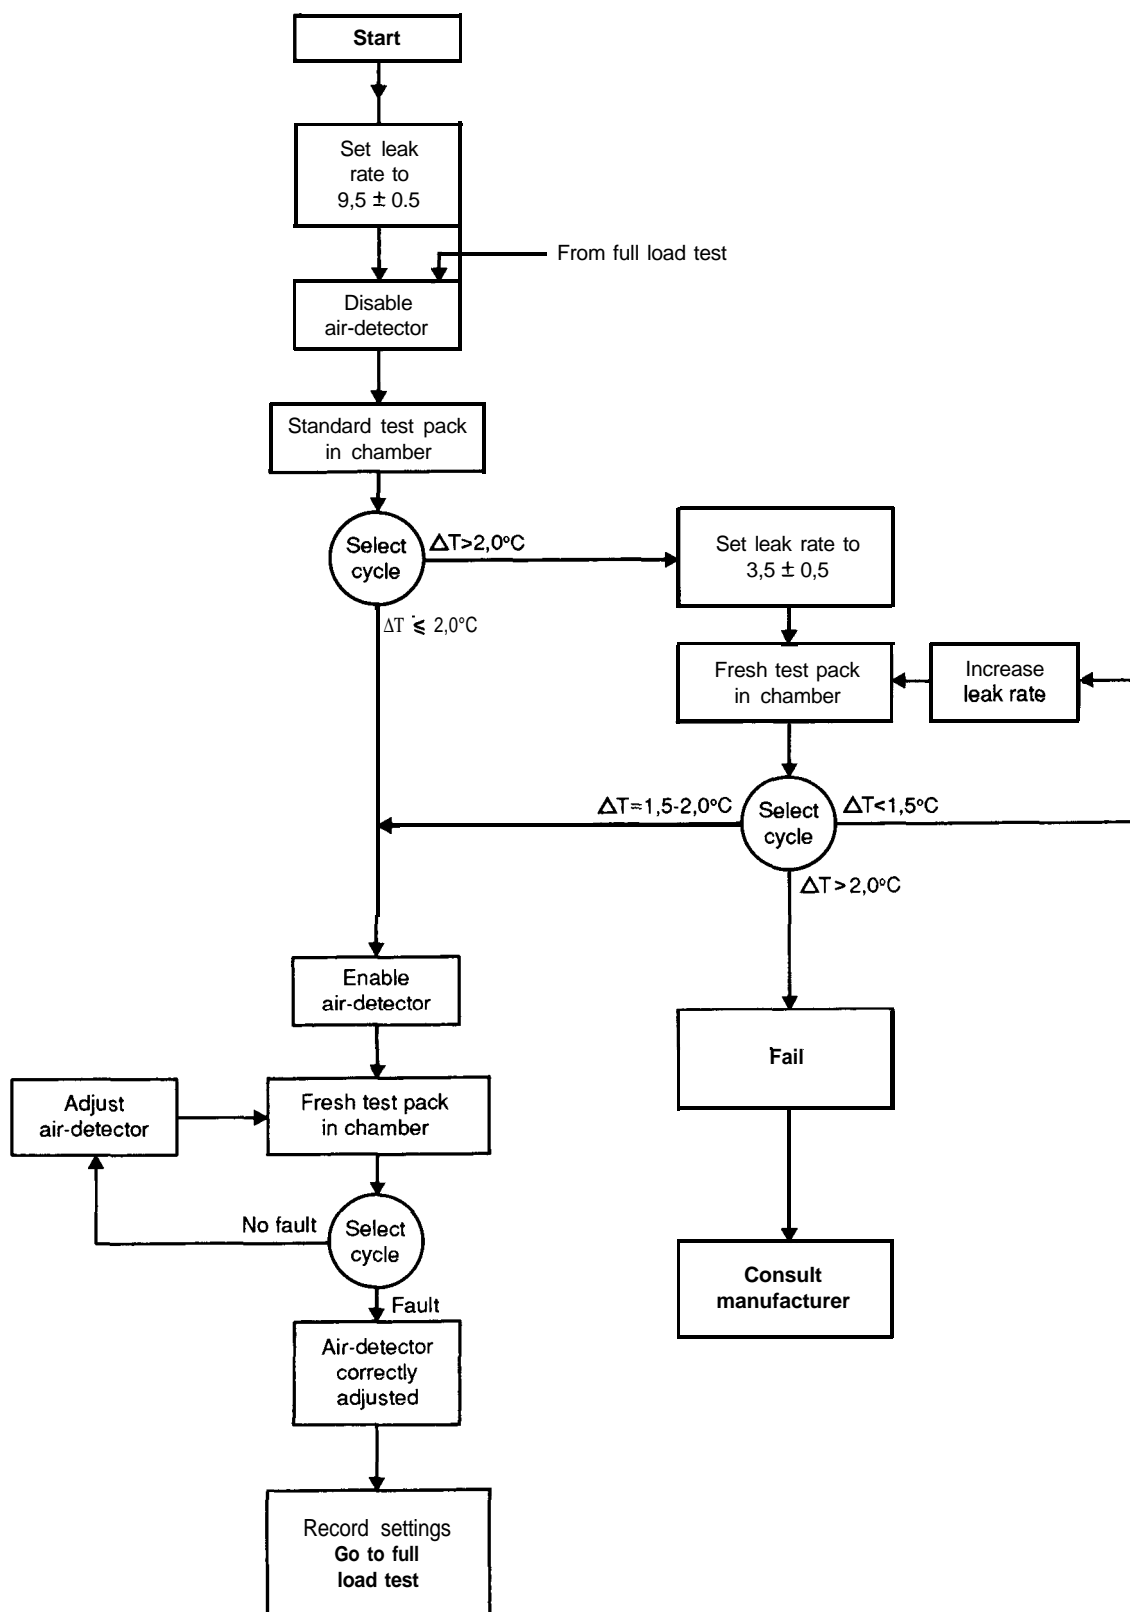 Start
Set leak
rate to
9,5 ± 0.5
From full load test
Disable
air-detector
Standard test pack
in chamber
Select
cycle
ΔT>2,0°C
ΔT ⩽ 2,0°C
Set leak rate to
3,5 ± 0,5
Fresh test pack
in chamber
Increase
leak rate
ΔT=1,5-2,0°C
Select
cycle
ΔT<1,5°C
ΔT>2,0°C
Enable
air-detector
Fail
Adjust
air-detector
Fresh test pack
in chamber
No fault
Select
cycle
Fault
Consult
manufacturer
Air-detector
correctly
adjusted
Record settings
Go to full
load test